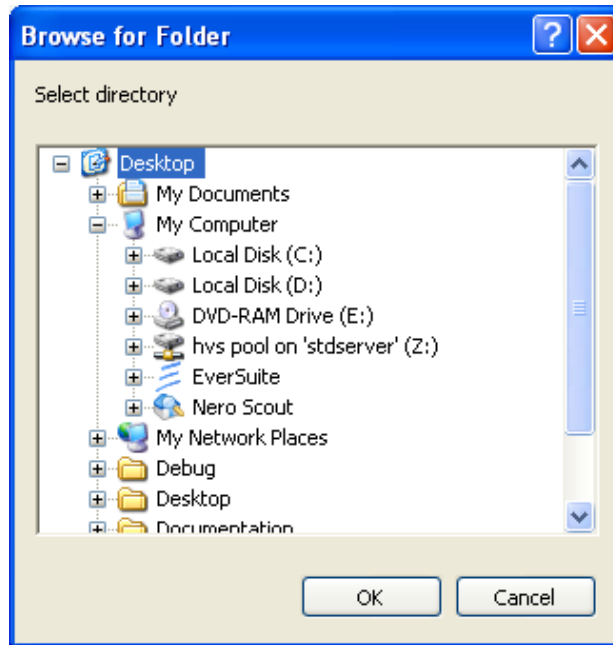 Browse for Folder
Select directory
Desktop
My Documents
My Computer
Local Disk (C:)
Local Disk (D:)
DVD-RAM Drive (E:)
hvs pool on 'stdserver' (Z:)
EverSuite
Nero Scout
My Network Places
Debug
Desktop
Documentation
OK Cancel